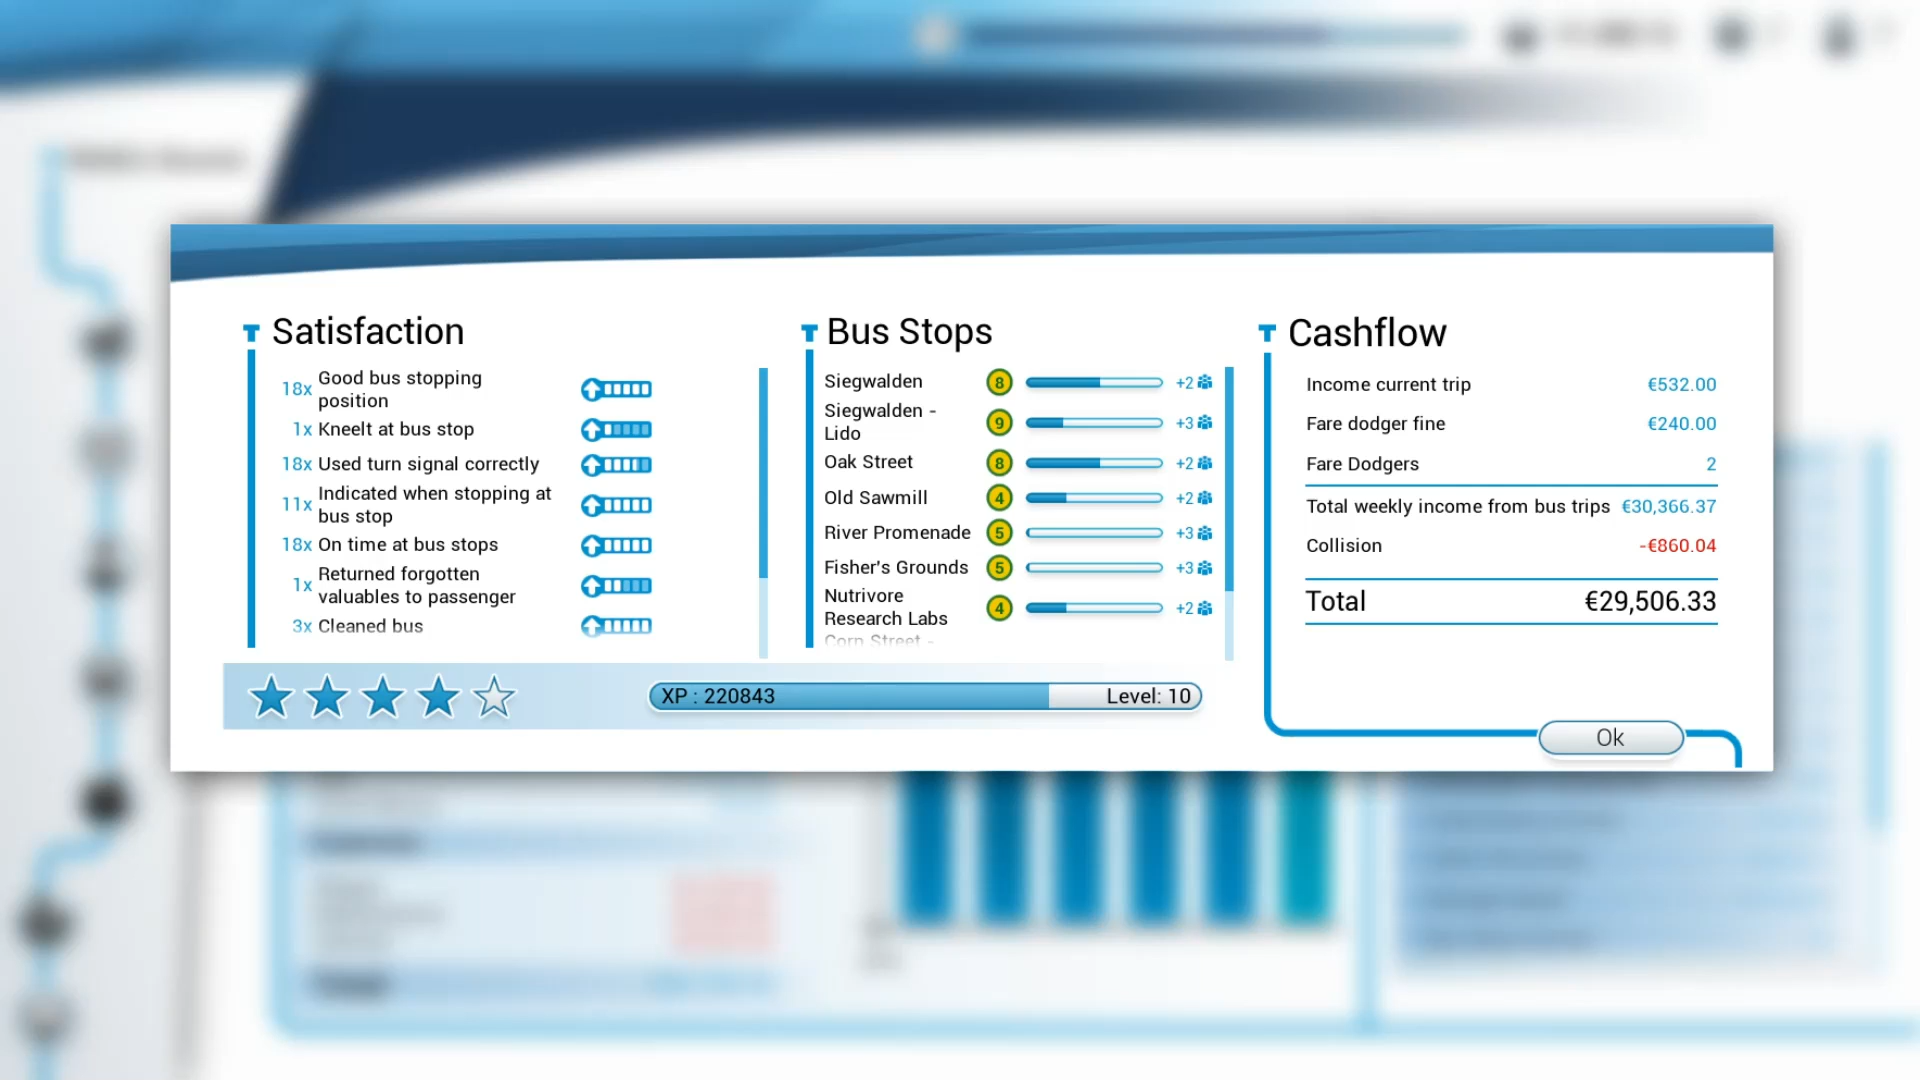 Satisfaction
18x Good bus stopping
position
1x Kneelt at bus stop
18x Used turn signal correctly
11x Indicated when stopping at
bus stop
18x On time at bus stops
1x Returned forgotten
valuables to passenger
3x Cleaned bus
Bus Stops
Siegwalden 8 +2
Siegwalden -
Lido 9 +3
Oak Street 8 +2
Old Sawmill 4 +2
River Promenade 5 +3
Fisher's Grounds 5 +3
Nutrivore
Research Labs 4 +2
Corn Street -
Cashflow
Income current trip €532.00
Fare dodger fine €240.00
Fare Dodgers 2
Total weekly income from bus trips €30,366.37
Collision -€860.04
Total €29,506.33
XP : 220843 Level: 10
Ok